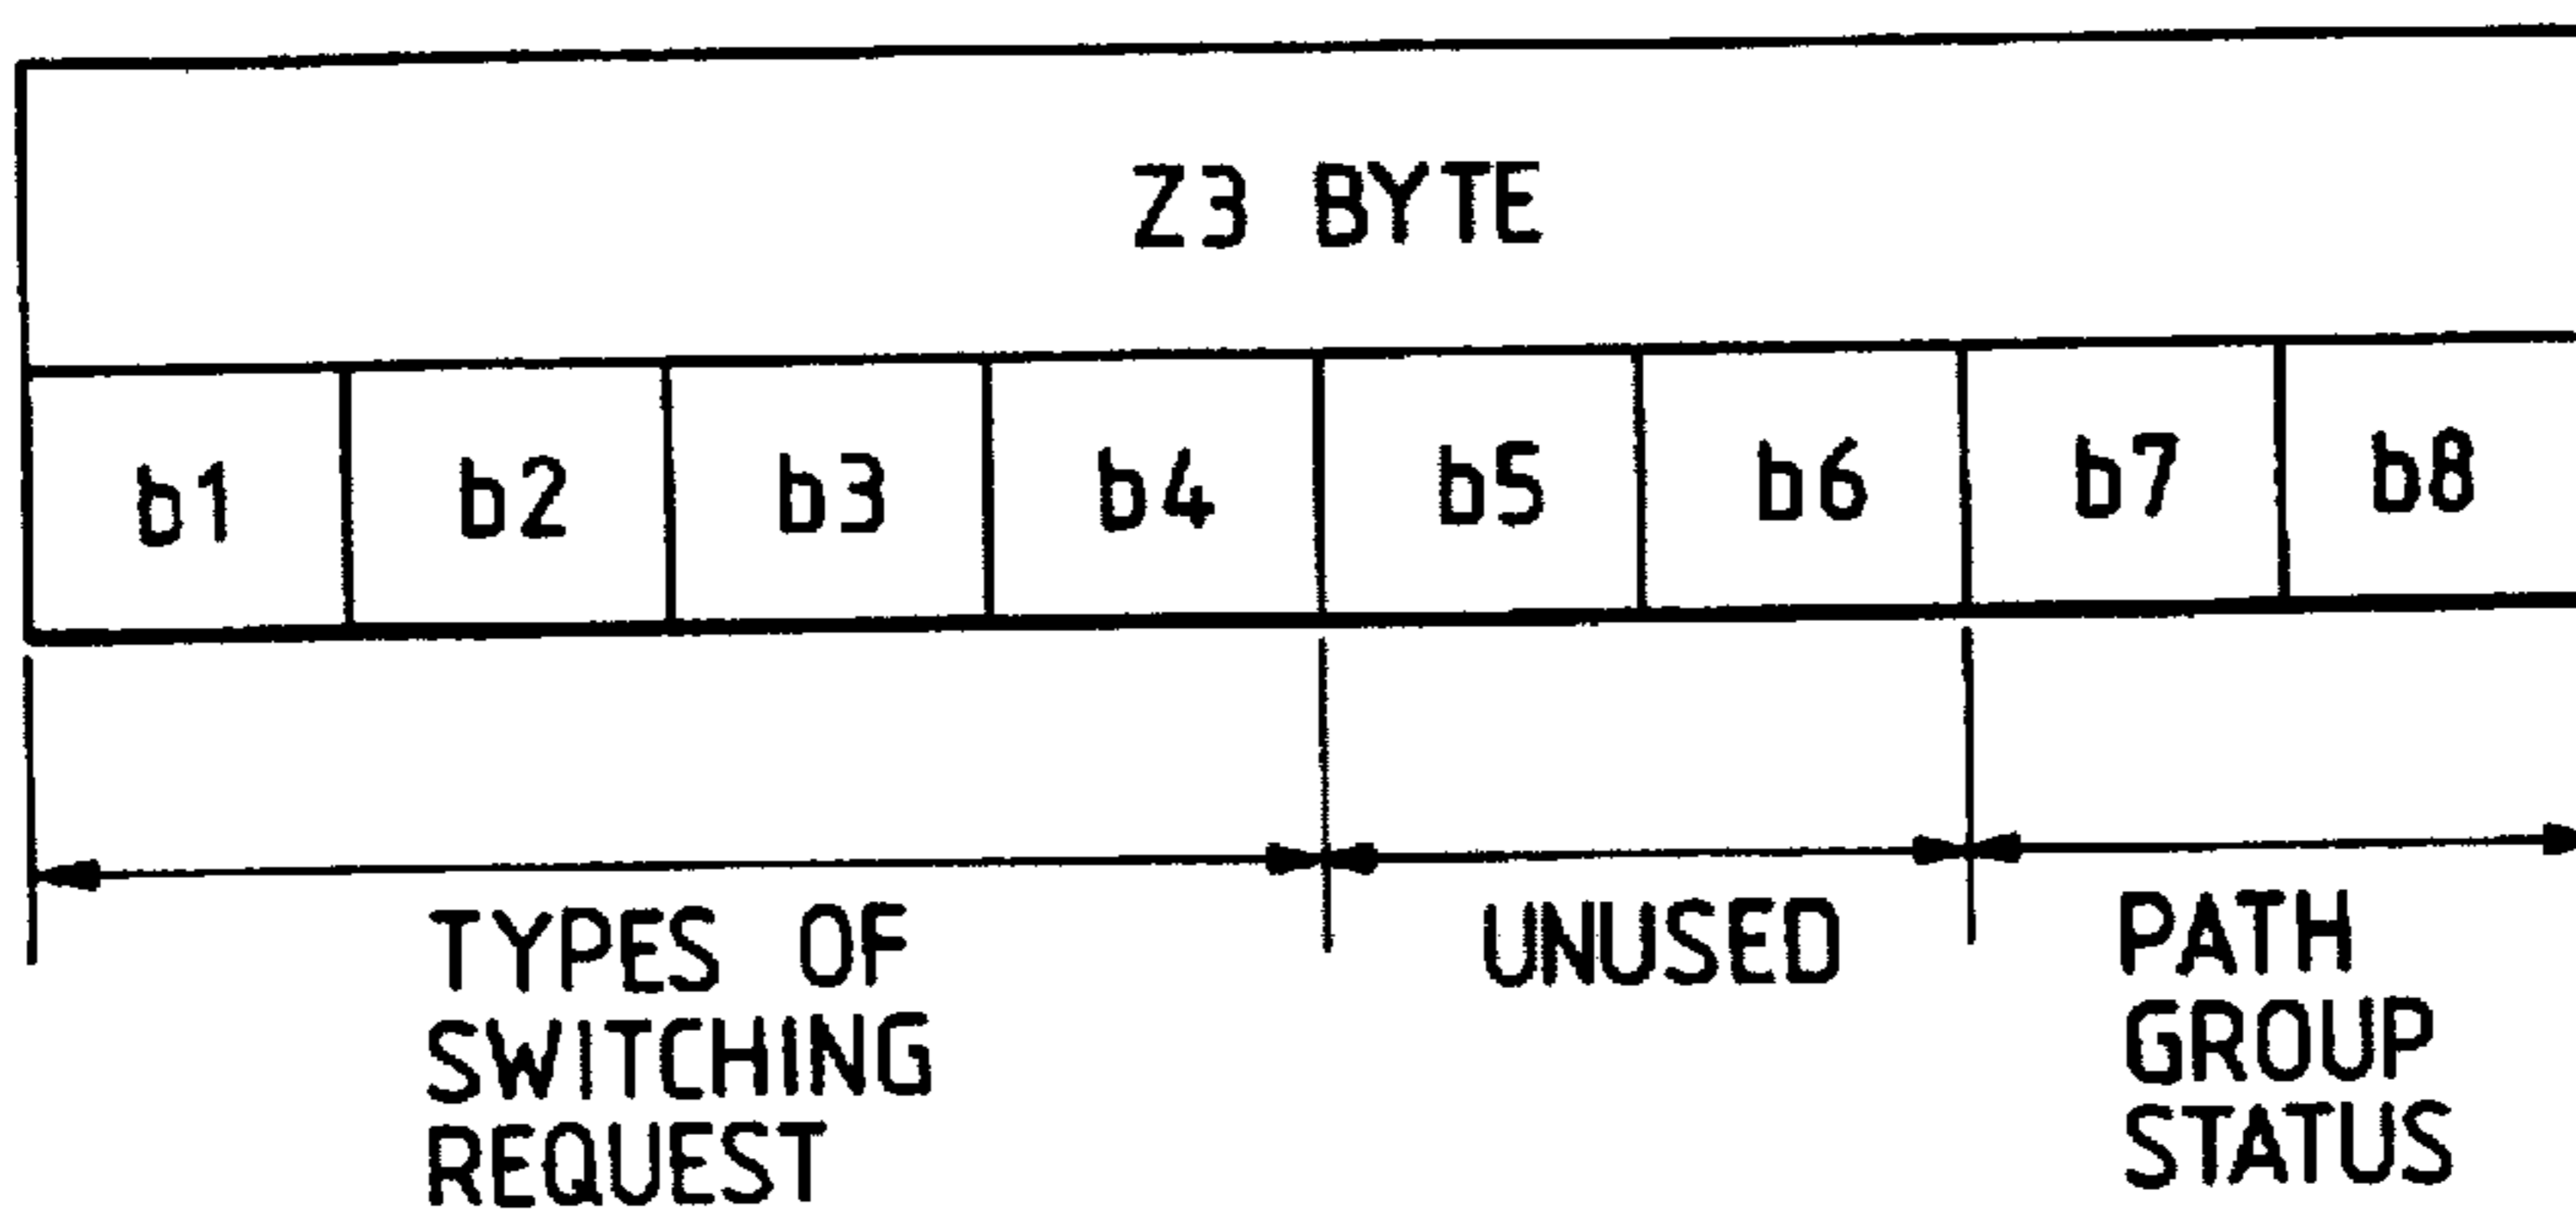 Z3 BYTE
b1 b2 b3 b4 b5 b6 b7 b8
TYPES OF
SWITCHING
REQUEST
UNUSED
PATH
GROUP
STATUS